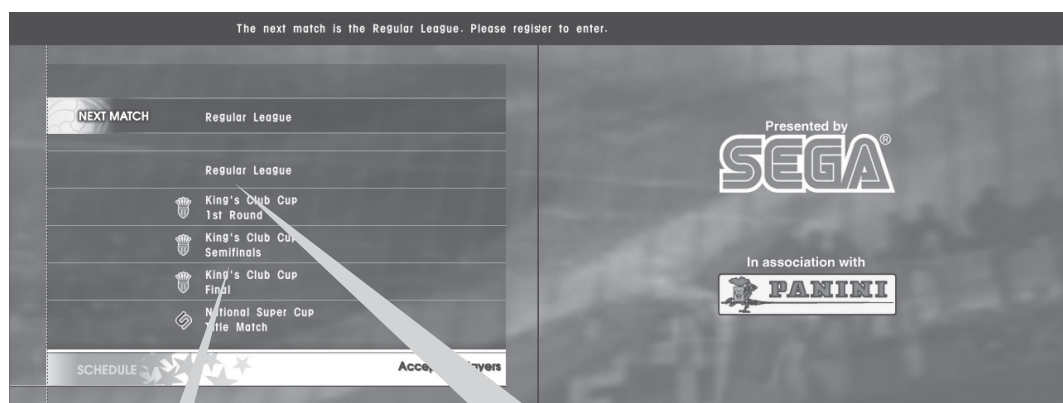 The next match is the Regular League. Please register to enter.
NEXT MATCH
Regular League
Regular League
King's Club Cup
1st Round
King's Club Cup
Semifinals
King's Club Cup
Final
National Super Cup
Title Match
SCHEDULE
Presented by
SEGA®
In association with
PANINI